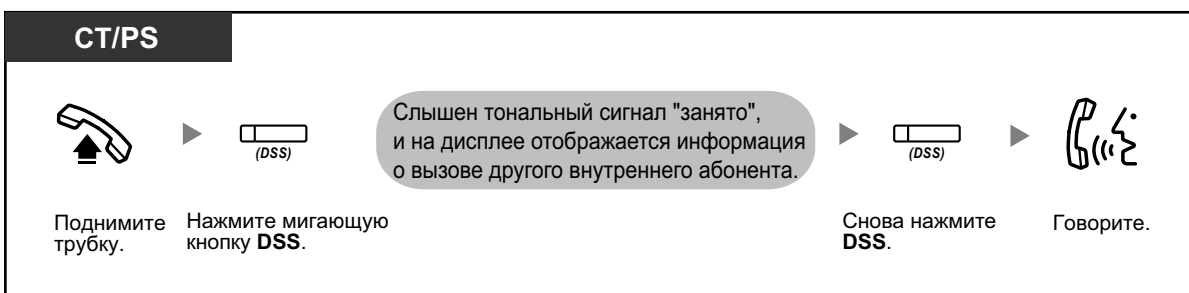 CT/PS
(DSS)
Слышен тональный сигнал "занято",
и на дисплее отображается информация
о вызове другого внутреннего абонента.
(DSS)
Поднимите
трубку.
Нажмите мигающую
кнопку DSS.
Снова нажмите
DSS.
Говорите.